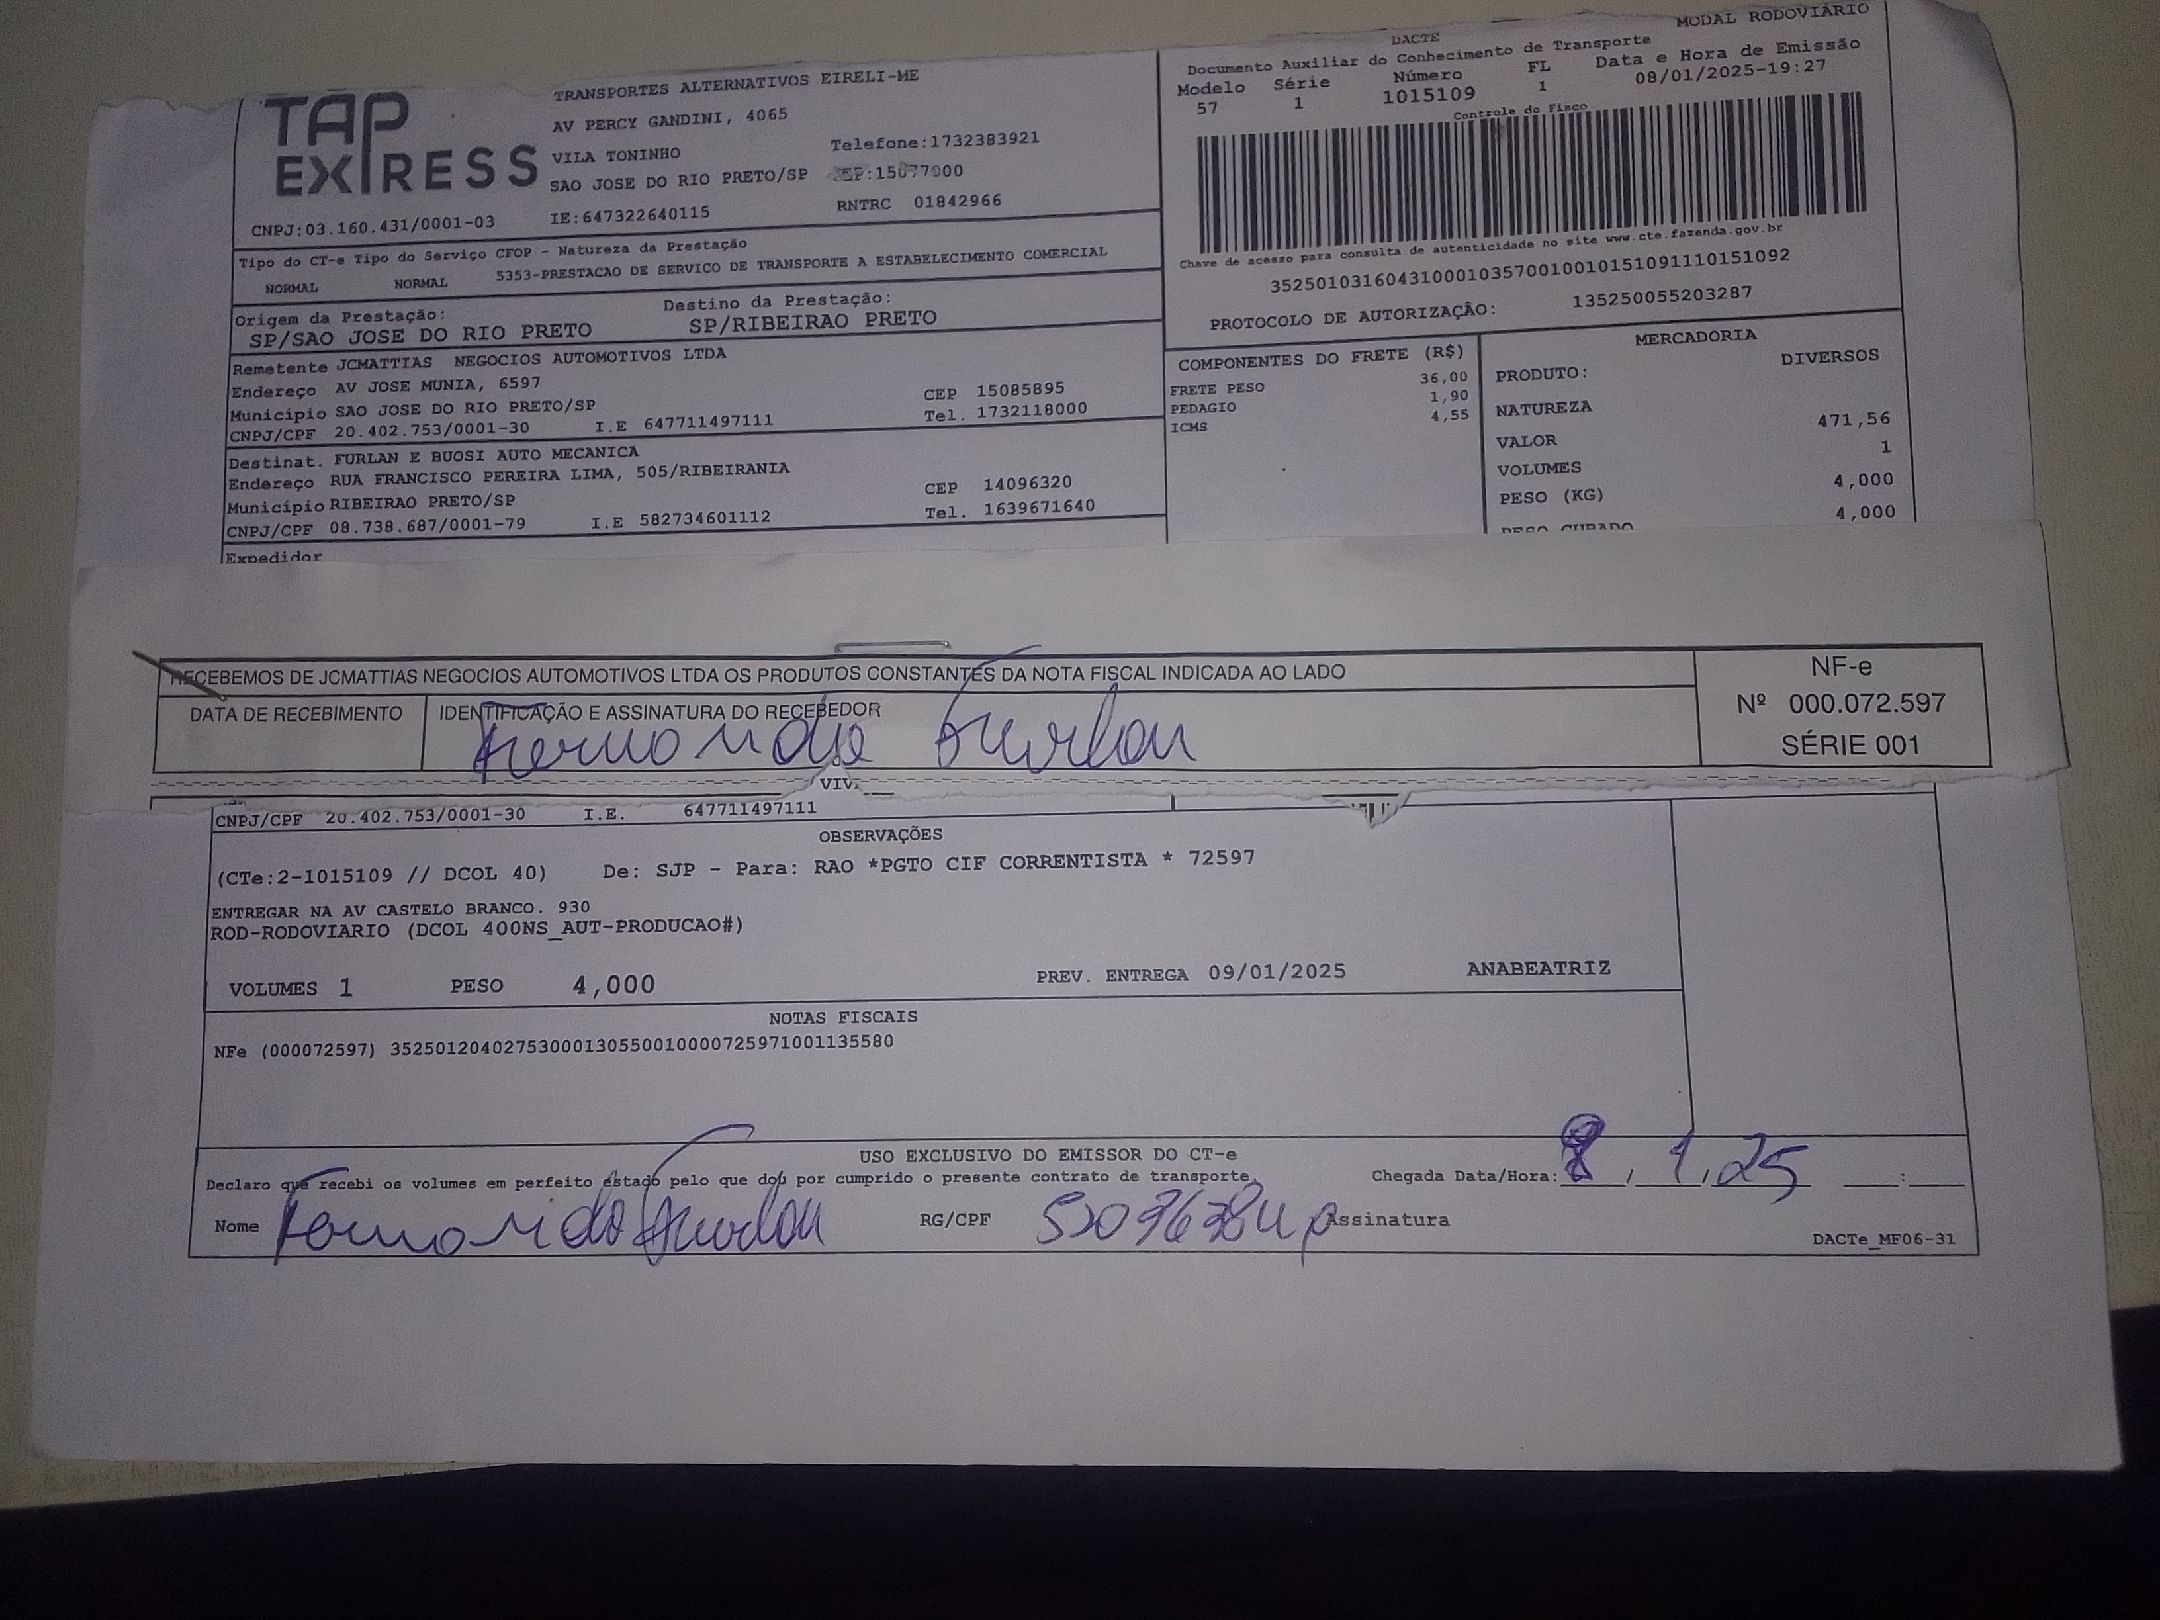 TAP EXPRESS
TRANSPORTES ALTERNATIVOS EIRELI-ME
AV PERCY GANDINI, 4065
VILA TONINHO Telefone:1732383921
SAO JOSE DO RIO PRETO/SP CEP:15077000
CNPJ:03.160.431/0001-03 IE:647322640115 RNTRC 01842966
Tipo do CT-e Tipo do Serviço CFOP - Natureza da Prestação
NORMAL NORMAL 5353-PRESTACAO DE SERVICO DE TRANSPORTE A ESTABELECIMENTO COMERCIAL
Origem da Prestação: Destino da Prestação:
SP/SAO JOSE DO RIO PRETO SP/RIBEIRAO PRETO
Remetente JCMATTIAS NEGOCIOS AUTOMOTIVOS LTDA
Endereço AV JOSE MUNIA, 6597 CEP 15085895
Município SAO JOSE DO RIO PRETO/SP Tel. 1732118000
CNPJ/CPF 20.402.753/0001-30 I.E 647711497111
Destinat. FURLAN E BUOSI AUTO MECANICA
Endereço RUA FRANCISCO PEREIRA LIMA, 505/RIBEIRANIA CEP 14096320
Município RIBEIRAO PRETO/SP Tel. 1639671640
CNPJ/CPF 08.738.687/0001-79 I.E 582734601112
Expedidor
MODAL RODOVIÁRIO
DACTE
Documento Auxiliar do Conhecimento de Transporte
Modelo Série Número FL Data e Hora de Emissão
57 1 1015109 1 08/01/2025-19:27
Controle do Fisco
Chave de acesso para consulta de autenticidade no site www.cte.fazenda.gov.br
35250103160431000103570010010151091110151092
PROTOCOLO DE AUTORIZAÇÂO: 135250055203287
COMPONENTES DO FRETE (R$)
FRETE PESO 36,00
PEDAGIO 1,90
ICMS 4,55
MERCADORIA
PRODUTO: DIVERSOS
NATUREZA
VALOR 471,56
VOLUMES 1
PESO (KG) 4,000
PESO CUBADO 4,000
RECEBEMOS DE JCMATTIAS NEGOCIOS AUTOMOTIVOS LTDA OS PRODUTOS CONSTANTES DA NOTA FISCAL INDICADA AO LADO
DATA DE RECEBIMENTO IDENTIFICAÇÃO E ASSINATURA DO RECEBEDOR
Furlan
NF-e
Nº 000.072.597
SÉRIE 001
VIV
CNPJ/CPF 20.402.753/0001-30 I.E. 647711497111
OBSERVAÇÕES
(CTe:2-1015109 // DCOL 40) De: SJP - Para: RAO *PGTO CIF CORRENTISTA * 72597
ENTREGAR NA AV CASTELO BRANCO. 930
ROD-RODOVIARIO (DCOL 400NS_AUT-PRODUCAO#)
VOLUMES 1 PESO 4,000 PREV. ENTREGA 09/01/2025 ANABEATRIZ
NOTAS FISCAIS
NFe (000072597) 35250120402753000130550010000725971001135580
USO EXCLUSIVO DO EMISSOR DO CT-e
Declaro que recebi os volumes em perfeito estado pelo que dou por cumprido o presente contrato de transporte. Chegada Data/Hora: / 1 / 25 :
Nome Furlan RG/CPF Assinatura
DACTe_MF06-31